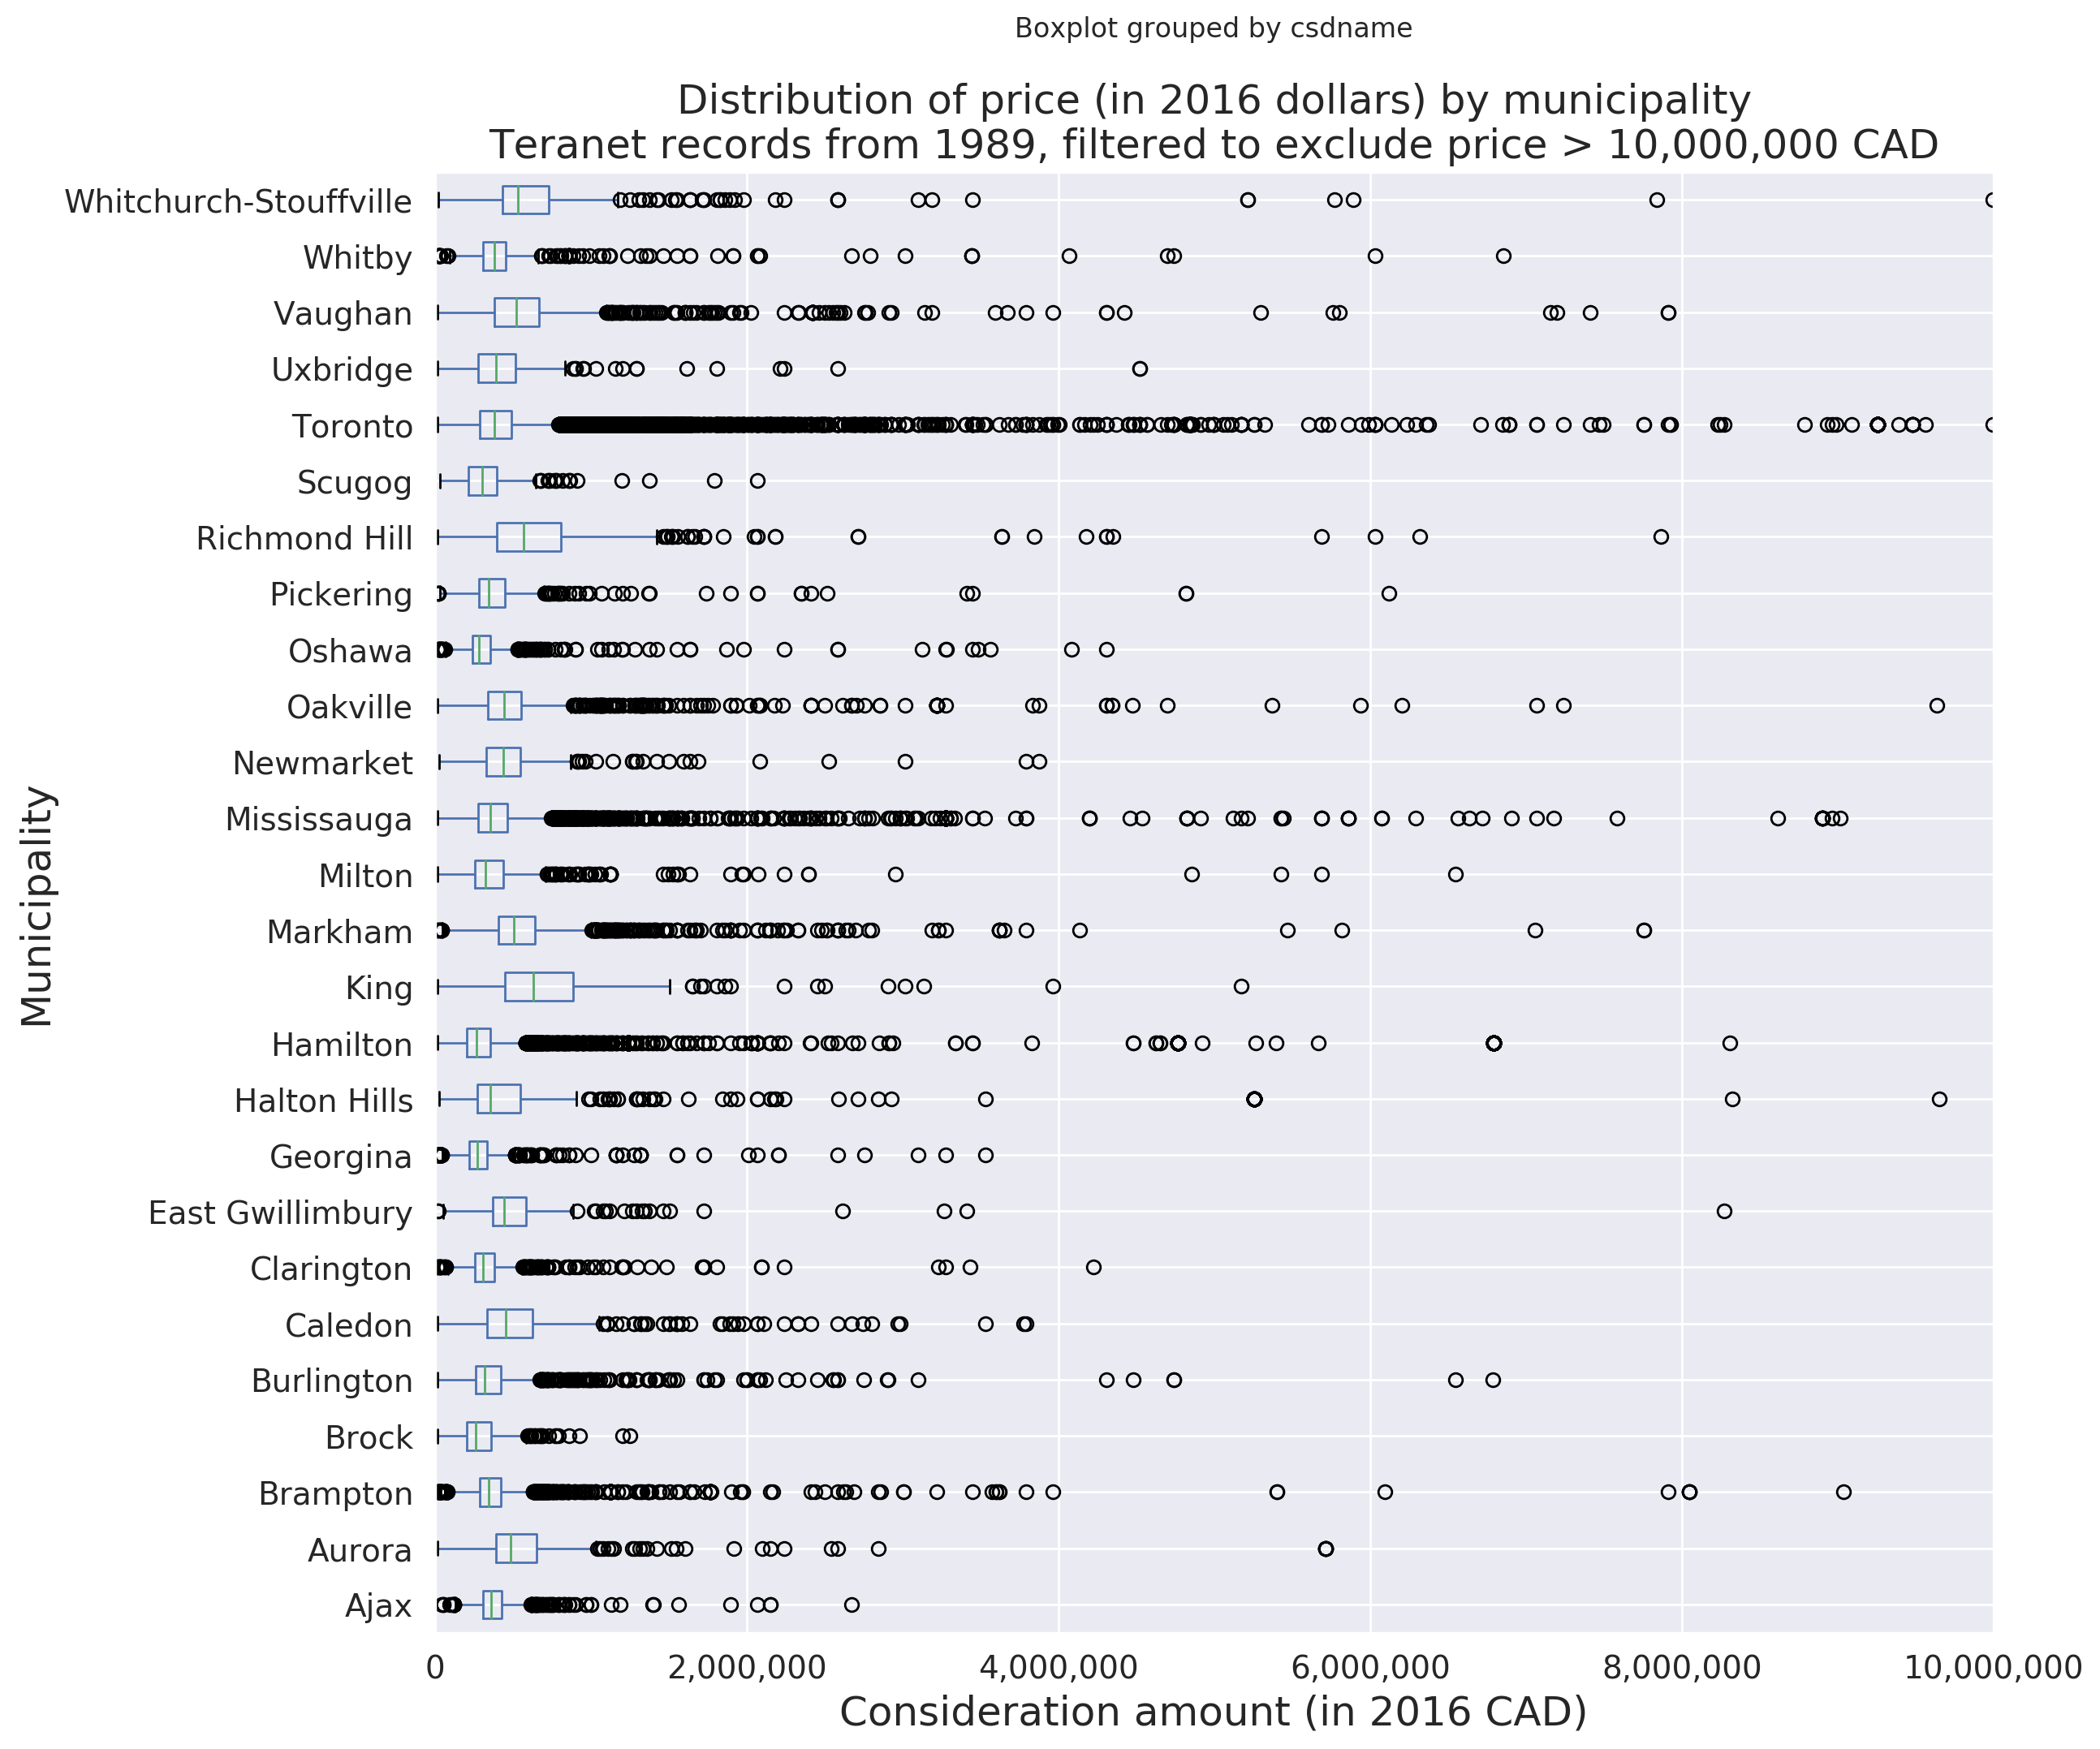 Boxplot grouped by csdname
Distribution of price (in 2016 dollars) by municipality
Teranet records from 1989, filtered to exclude price > 10,000,000 CAD
Municipality
Whitchurch-Stouffville
Whitby
Vaughan
Uxbridge
Toronto
Scugog
Richmond Hill
Pickering
Oshawa
Oakville
Newmarket
Mississauga
Milton
Markham
King
Hamilton
Halton Hills
Georgina
East Gwillimbury
Clarington
Caledon
Burlington
Brock
Brampton
Aurora
Ajax
0 2,000,000 4,000,000 6,000,000 8,000,000 10,000,000
Consideration amount (in 2016 CAD)